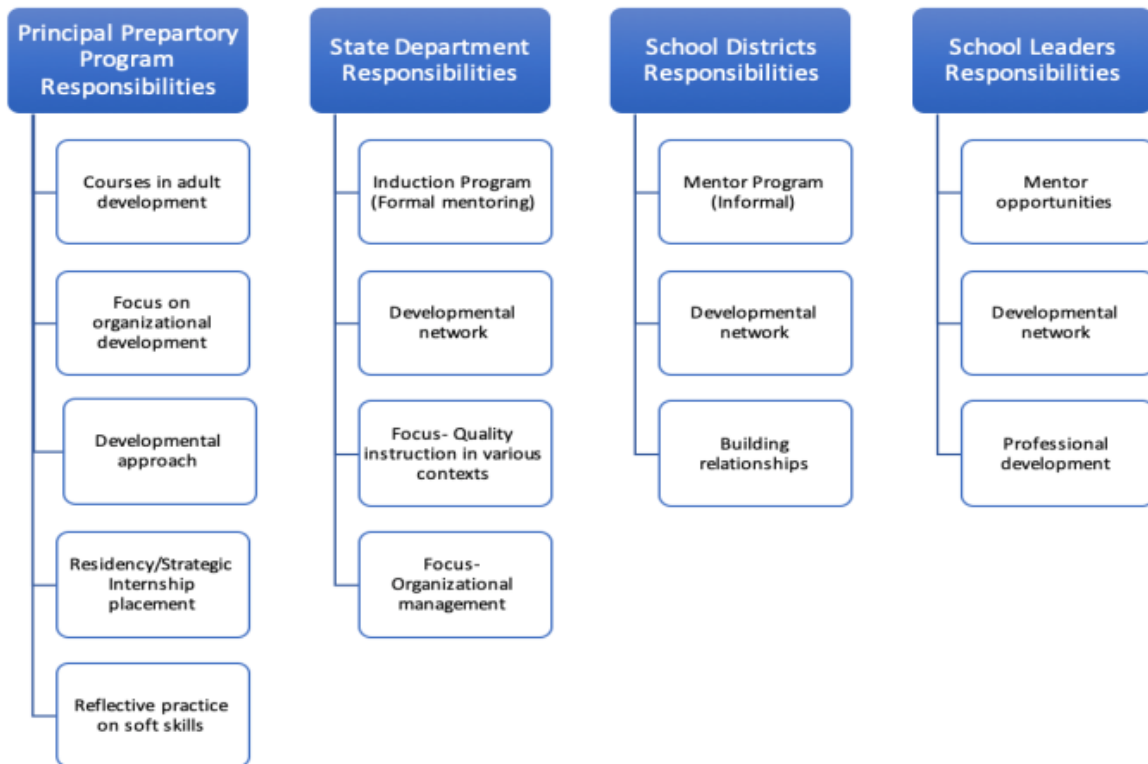 Principal Prepartory
Program
Responsibilities
Courses in adult
development
Focus on
organizational
development
Developmental
approach
Residency/Strategic
Internship
placement
Reflective practice
on soft skills
State Department
Responsibilities
Induction Program
(Formal mentoring)
Developmental
network
Focus- Quality
instruction in various
contexts
Focus-
Organizational
management
School Districts
Responsibilities
Mentor Program
(Informal)
Developmental
network
Building
relationships
School Leaders
Responsibilities
Mentor
opportunities
Developmental
network
Professional
development